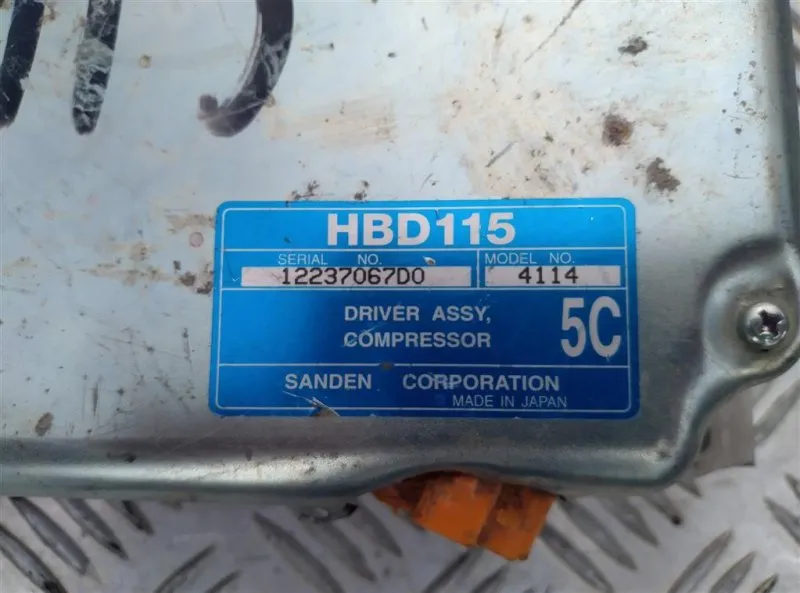 HBD115
SERIAL NO. MODEL NO.
12237067D0 4114
DRIVER ASSY, COMPRESSOR 5C
SANDEN CORPORATION
MADE IN JAPAN